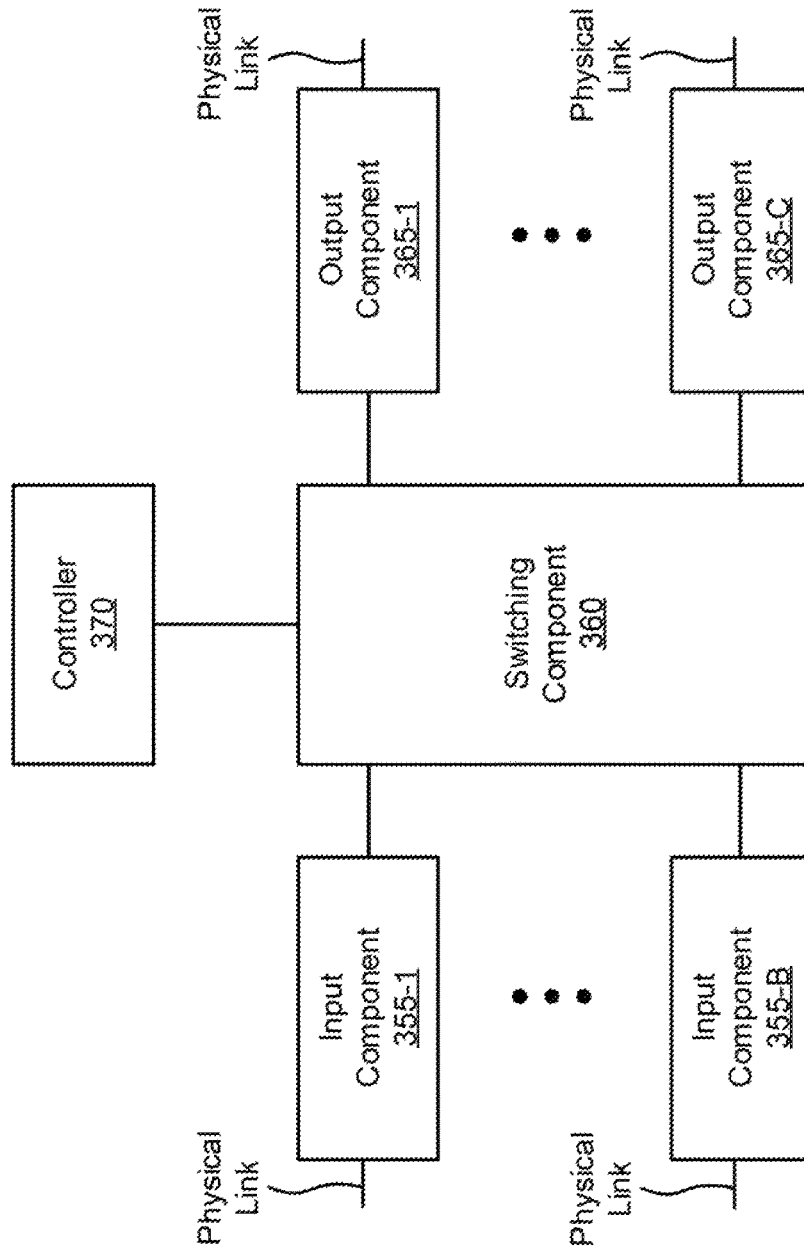 Controller
370
Physical
Link
Input
Component
355-1
Physical
Link
Input
Component
355-B
Switching
Component
360
Output
Component
365-1
Physical
Link
Output
Component
365-C
Physical
Link